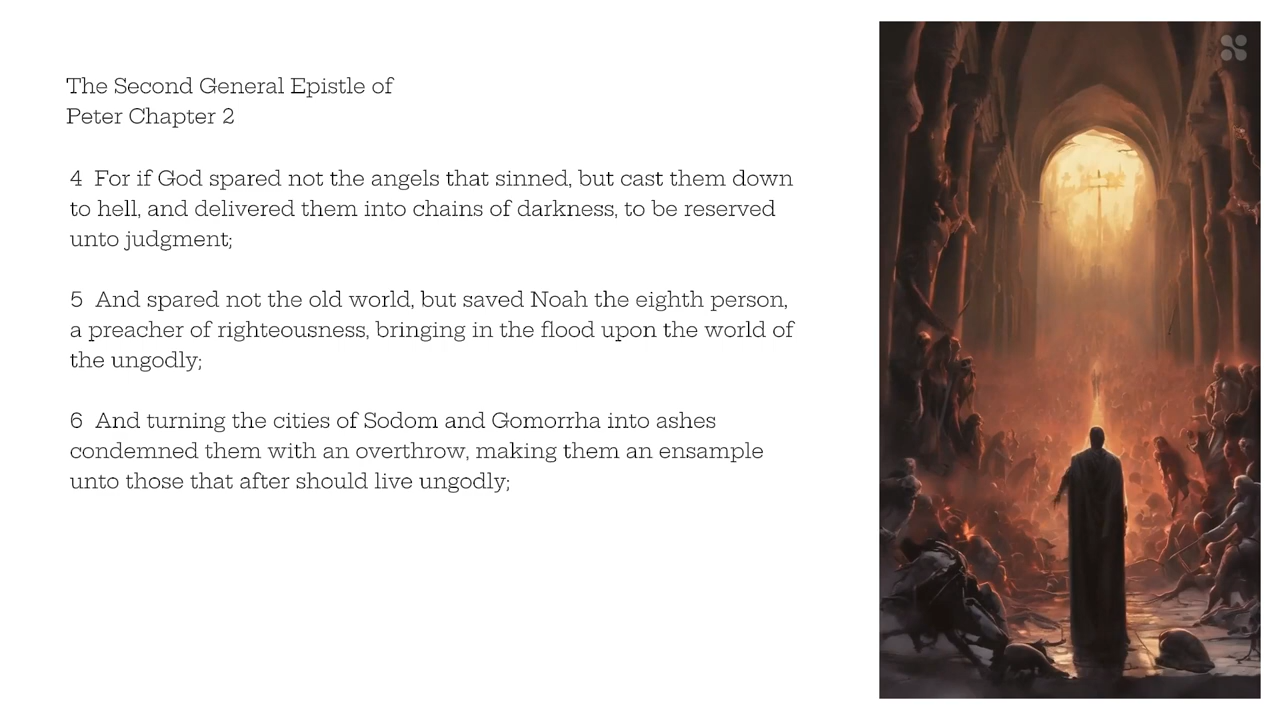 The Second General Epistle of
Peter Chapter 2
4 For if God spared not the angels that sinned, but cast them down
to hell, and delivered them into chains of darkness, to be reserved
unto judgment;
5 And spared not the old world, but saved Noah the eighth person,
a preacher of righteousness, bringing in the flood upon the world of
the ungodly;
6 And turning the cities of Sodom and Gomorrha into ashes
condemned them with an overthrow, making them an ensample
unto those that after should live ungodly;